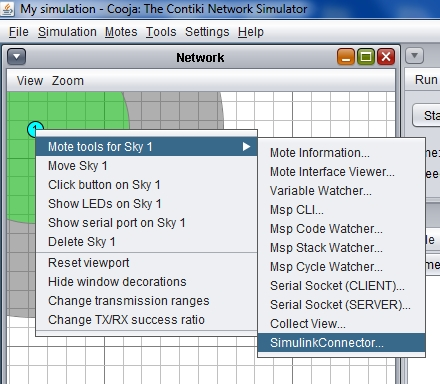 My simulation - Cooja: The Contiki Network Simulator
File Simulation Motes Tools Settings Help
Network
View Zoom
Run
1
Mote tools for Sky 1
Move Sky 1
Click button on Sky 1
Show LEDs on Sky 1
Show serial port on Sky 1
Delete Sky 1
Reset viewport
Hide window decorations
Change transmission ranges
Change TX/RX success ratio
Mote Information...
Mote Interface Viewer...
Variable Watcher...
Msp CLI...
Msp Code Watcher...
Msp Stack Watcher...
Msp Cycle Watcher...
Serial Socket (CLIENT)...
Serial Socket (SERVER)...
Collect View...
SimulinkConnector...